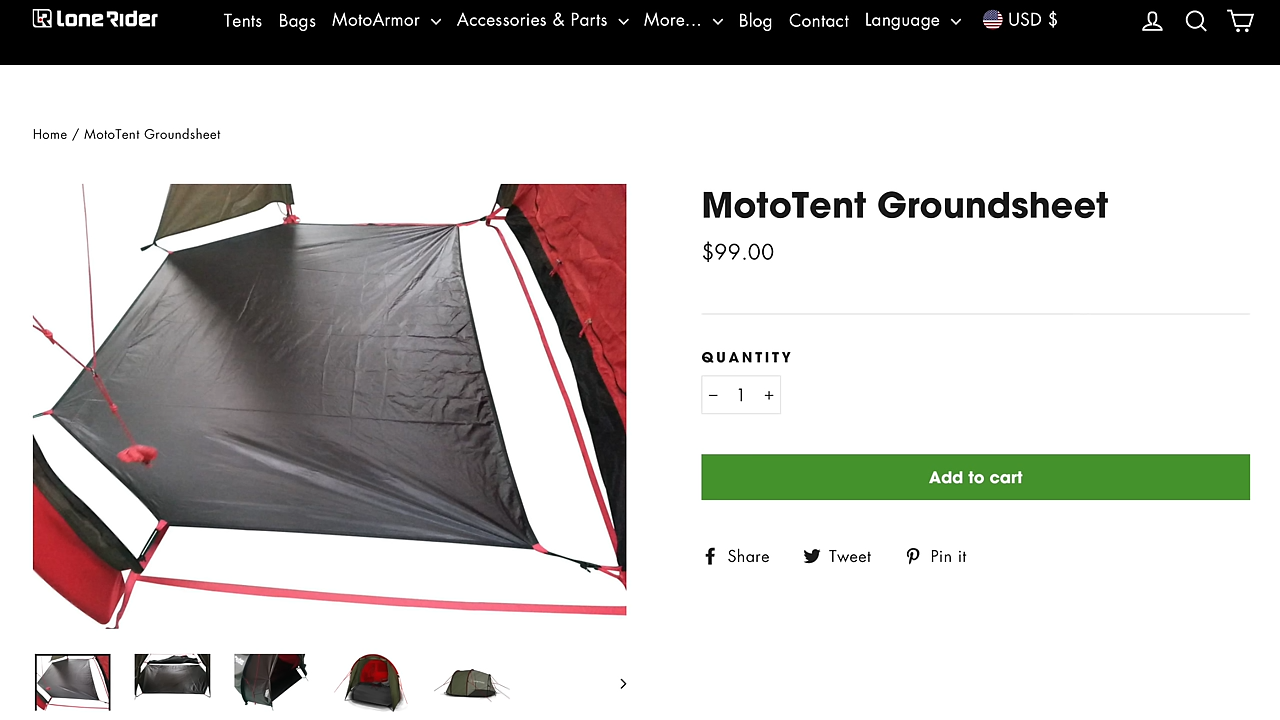 Lone Rider
Tents Bags MotoArmor Accessories & Parts More... Blog Contact Language USD $
Home / MotoTent Groundsheet
MotoTent Groundsheet
$99.00
QUANTITY
− 1 +
Add to cart
Share Tweet Pin it